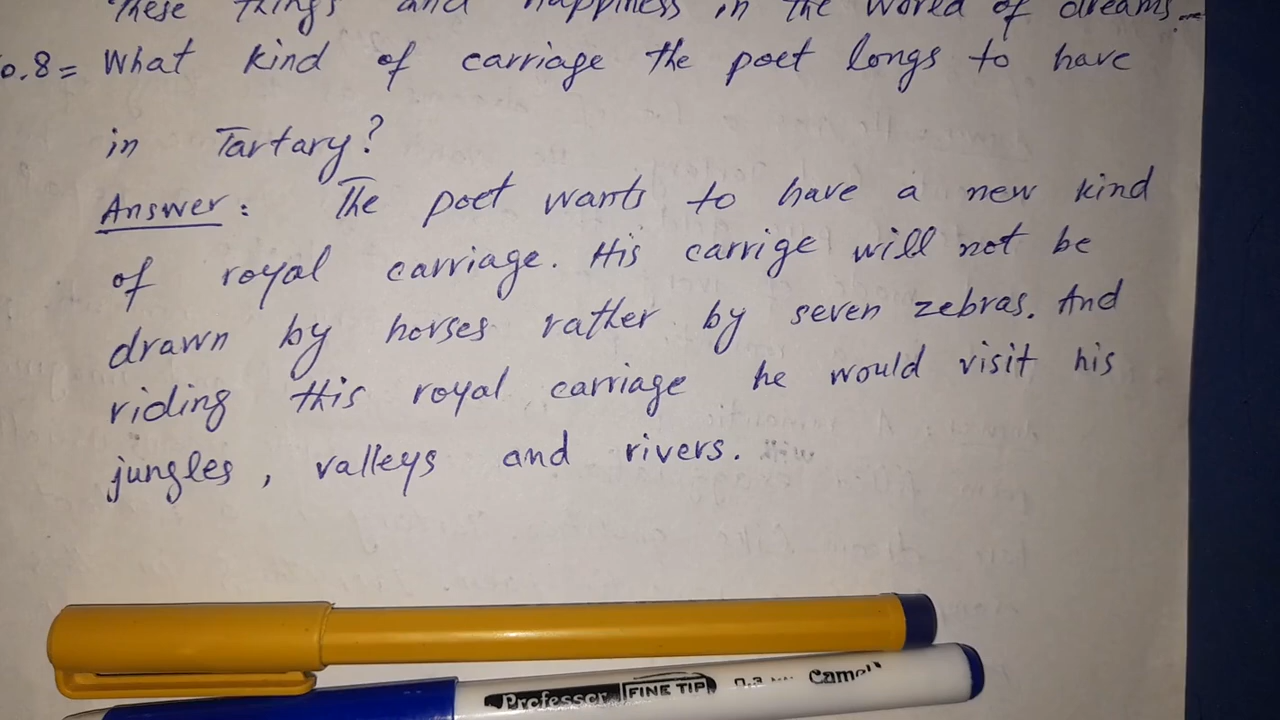 These things and happiness in the world of dreams.
o.8= What kind of carriage the poet longs to have
in Tartary?
Answer: The poet wants to have a new kind
of royal carriage. His carrige will not be
drawn by horses rather by seven zebras. And
riding this royal carriage he would visit his
jungles, valleys and rivers.
Professor FINE TIP Camel